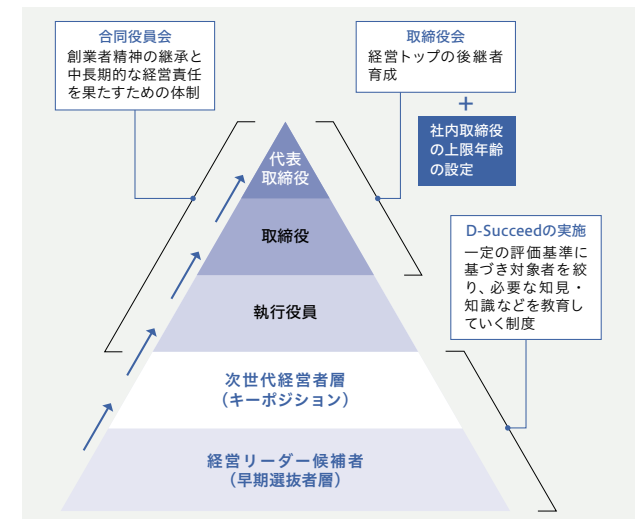 合同役員会
創業者精神の継承と
中長期的な経営責任
を果たすための体制
取締役会
経営トップの後継者
育成
+
社内取締役
の上限年齢
の設定
代表
取締役
取締役
執行役員
次世代経営者層
（キーポジション）
経営リーダー候補者
（早期選抜者層）
D-Succeedの実施
一定の評価基準に
基づき対象者を絞
り、必要な知見・
知識などを教育し
ていく制度